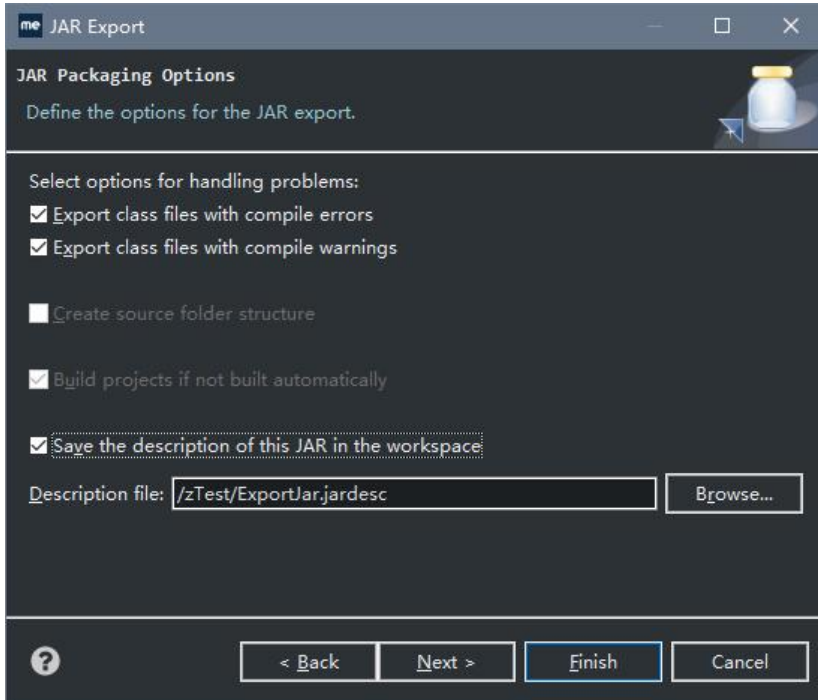 me JAR Export
JAR Packaging Options
Define the options for the JAR export.
Select options for handling problems:
Export class files with compile errors
Export class files with compile warnings
Create source folder structure
Build projects if not built automatically
Save the description of this JAR in the workspace
Description file: /zTest/ExportJar.jardesc Browse...
? < Back Next > Finish Cancel